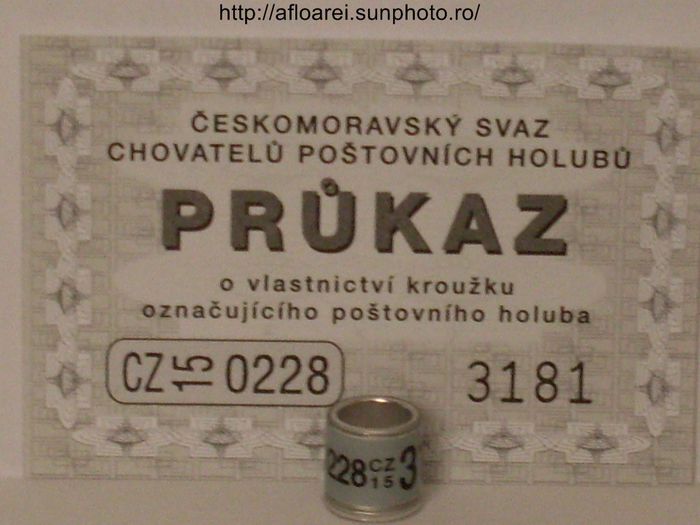 http://afloarei.sunphoto.ro/
ČESKOMORAVSKÝ SVAZ
CHOVATELŮ POŠTOVNÍCH HOLUBŮ
PRŮKAZ
o vlastnictví kroužku
označujícího poštovního holuba
CZ 15 0228 3181
228 CZ 15 3